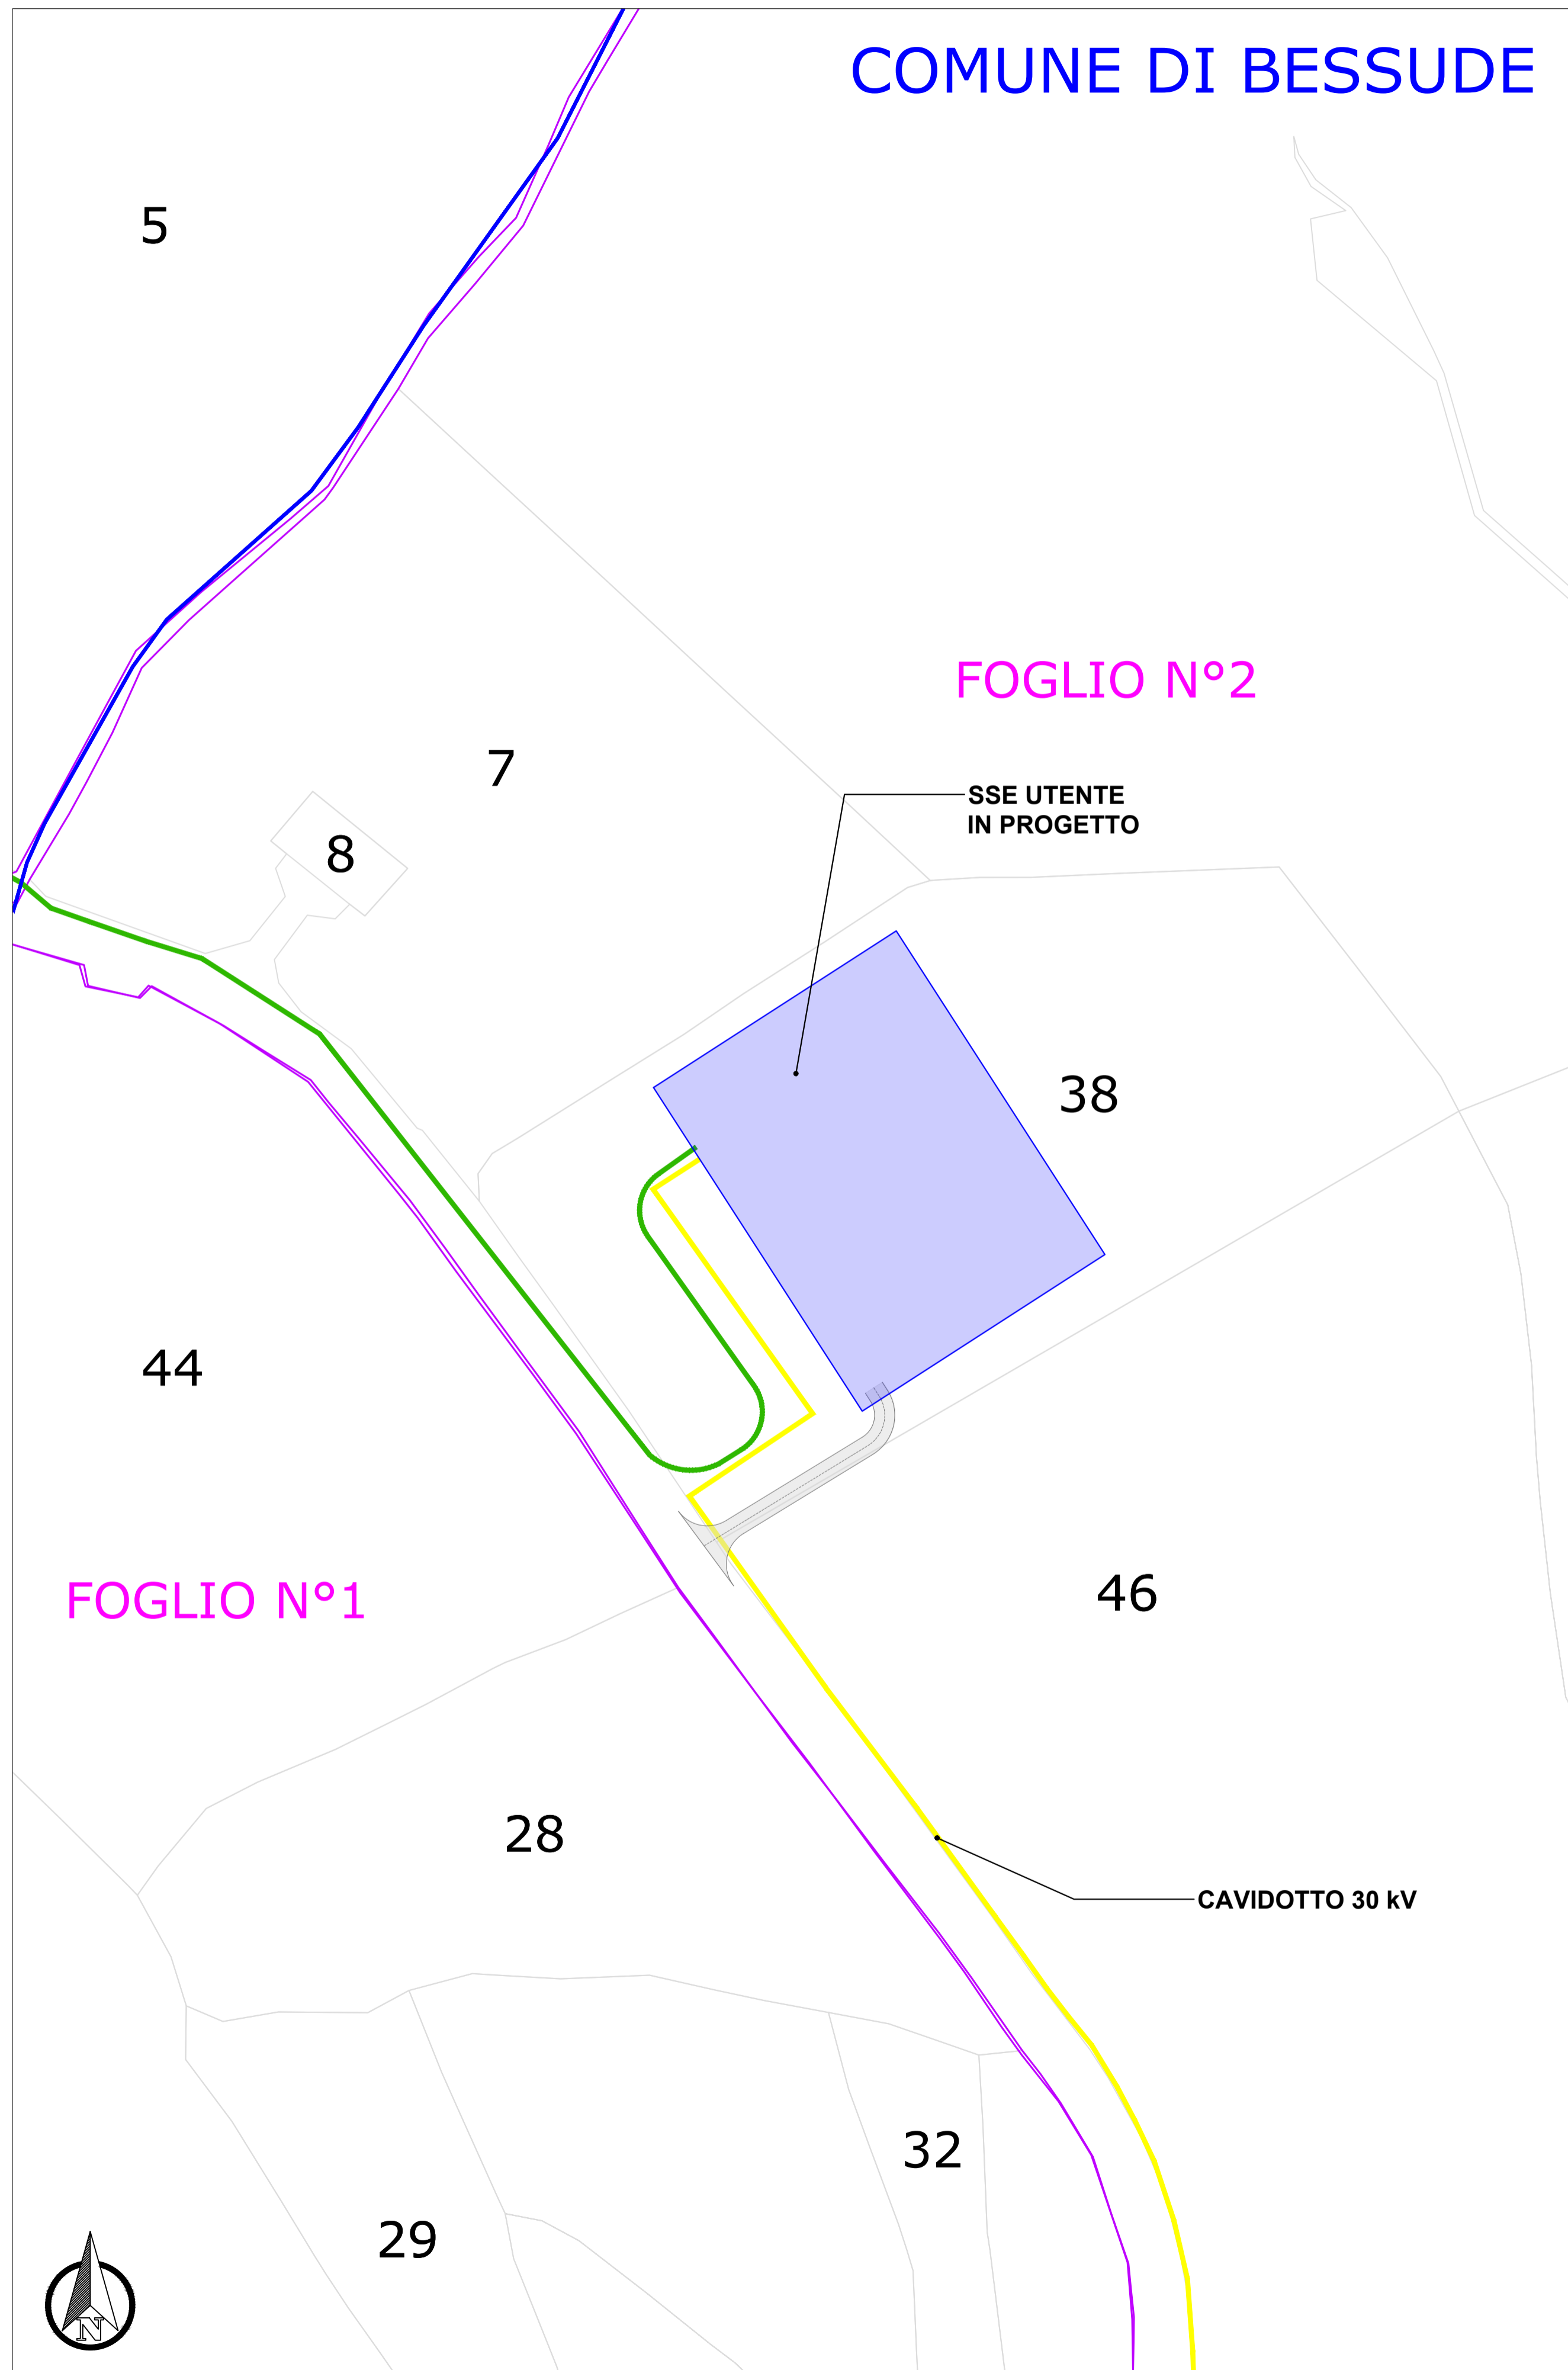 COMUNE DI BESSUDE
5
FOGLIO N°2
7
SSE UTENTE
IN PROGETTO
8
38
44
46
FOGLIO N°1
28
CAVIDOTTO 30 kV
32
29
N